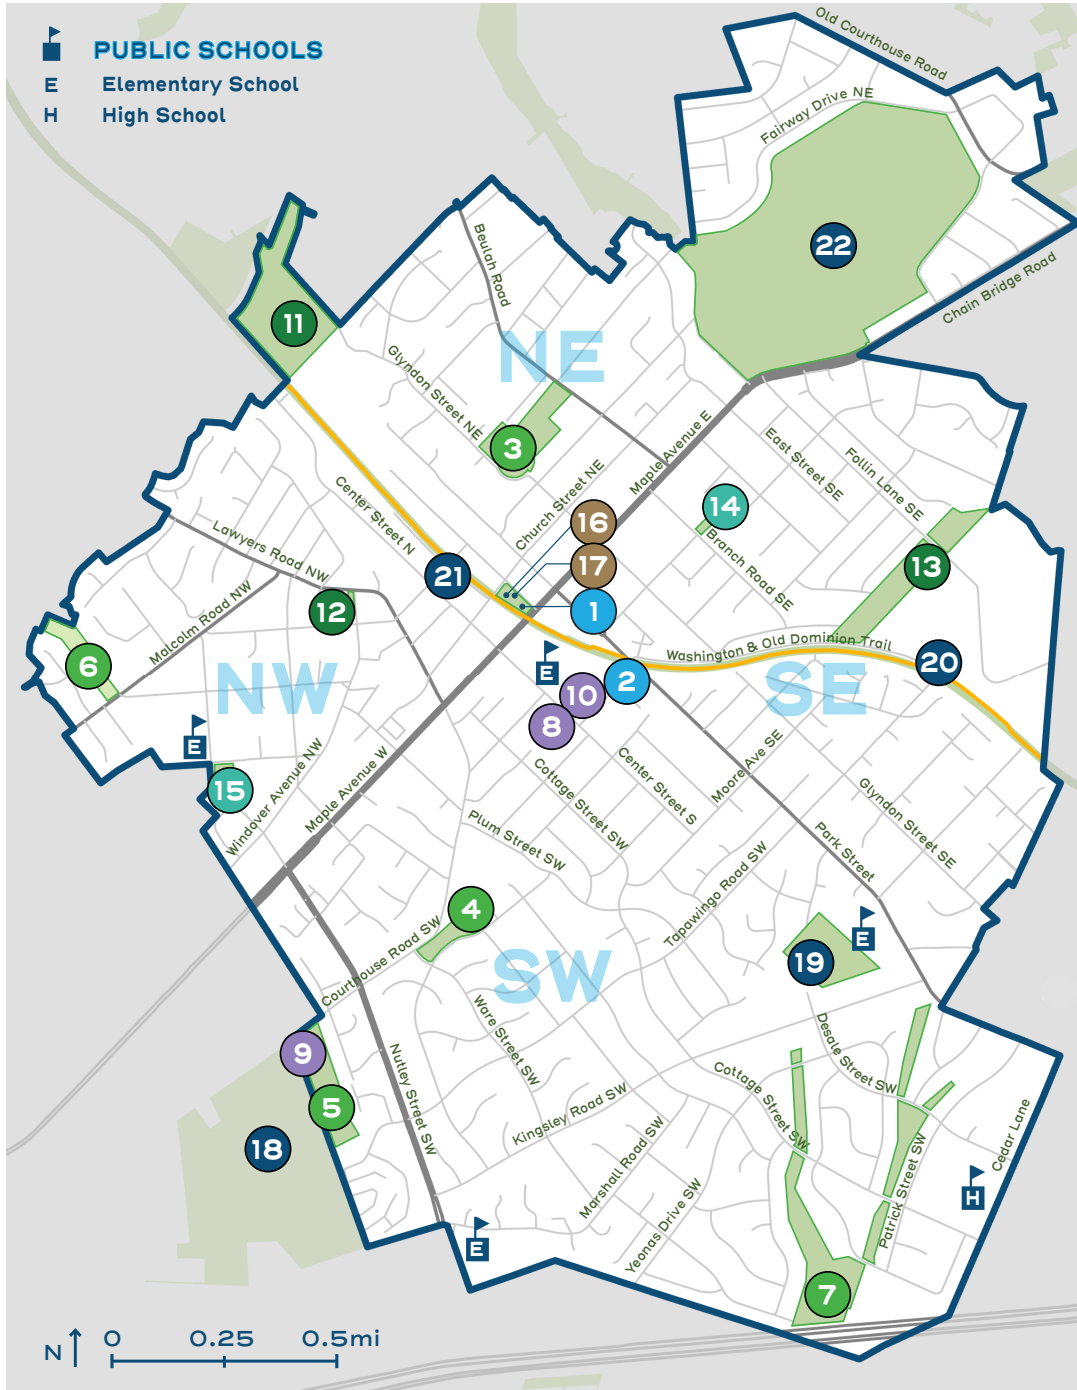 PUBLIC SCHOOLS
E Elementary School
H High School
Old Courthouse Road
Fairway Drive NE
22
Chain Bridge Road
Beulah Road
11
NE
Glyndon Street NE
3
Maple Avenue E
East Street SE
Follin Lane SE
Church Street NE
Center Street N
14
16
17
1
Branch Road SE
13
Lawyers Road NW
21
12
Malcolm Road NW
6
NW
Washington & Old Dominion Trail
20
E
2
10
8
SE
E
15
Windover Avenue NW
Maple Avenue W
Cottage Street SW
Center Street S
Moore Ave SE
Glyndon Street SE
Plum Street SW
Park Street
Tapawingo Road SW
4
E
19
Courthouse Road SW
SW
Ware Street SW
Desale Street SW
9
5
Nutley Street SW
Cottage Street SW
Kingsley Road SW
Marshall Road SW
Cedar Lane
18
Patrick Street SW
H
Yeonas Drive SW
E
7
N
0 0.25 0.5mi